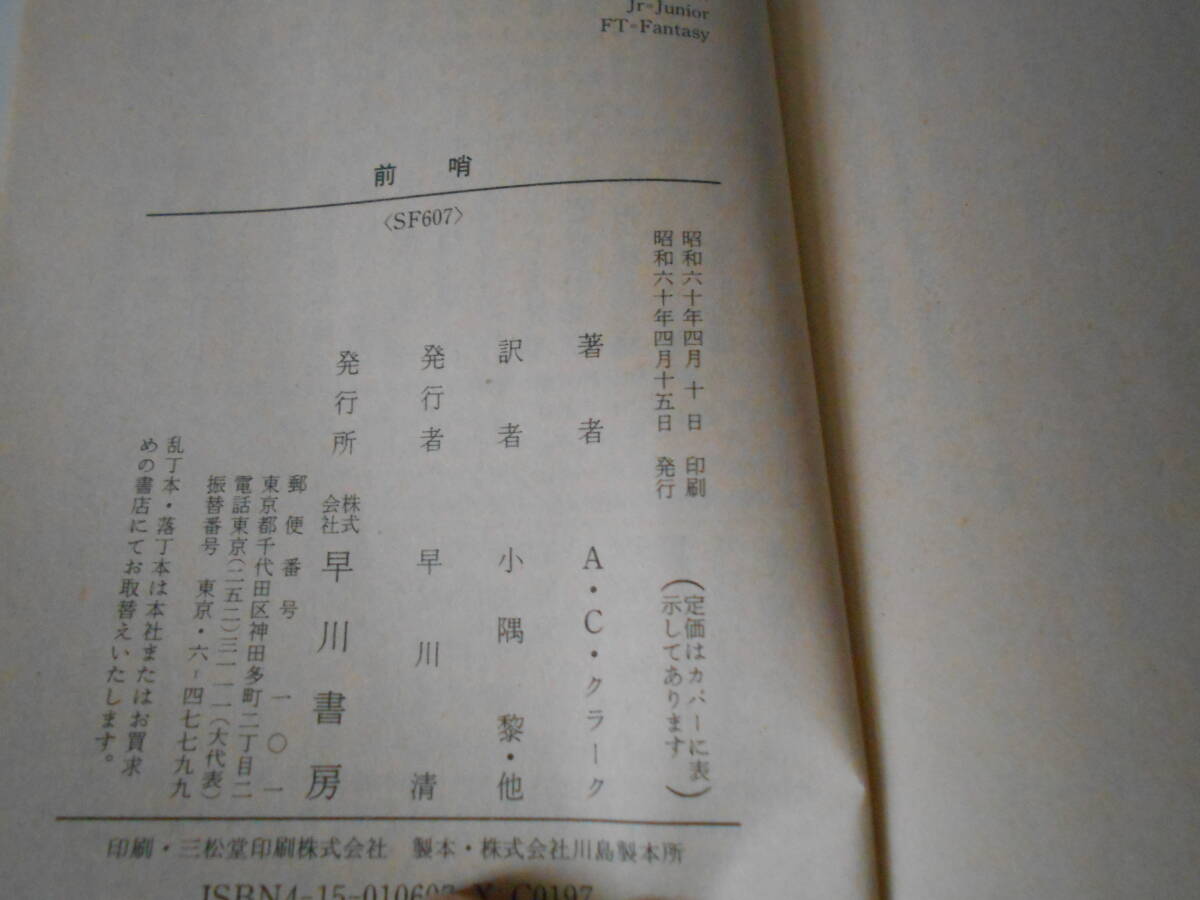 Jr=Junior
FT=Fantasy
前 哨
〈SF607〉
昭和六十年四月 十 日 印刷
昭和六十年四月十五日 発行
(定価はカバーに表
示してあります)
著 者 A・C・クラーク
訳 者 小隅 黎・他
発行者 早川 清
発行所 株式会社 早川書房
郵便番号 一〇一
東京都千代田区神田多町二丁目二
電話東京(二五二)三一一一(大代表)
振替番号 東京・六-四七七九九
乱丁本・落丁本は本社またはお買求
めの書店にてお取替えいたします。
印刷・三松堂印刷株式会社 製本・株式会社川島製本所
ISBN4-15-010607-X C0197